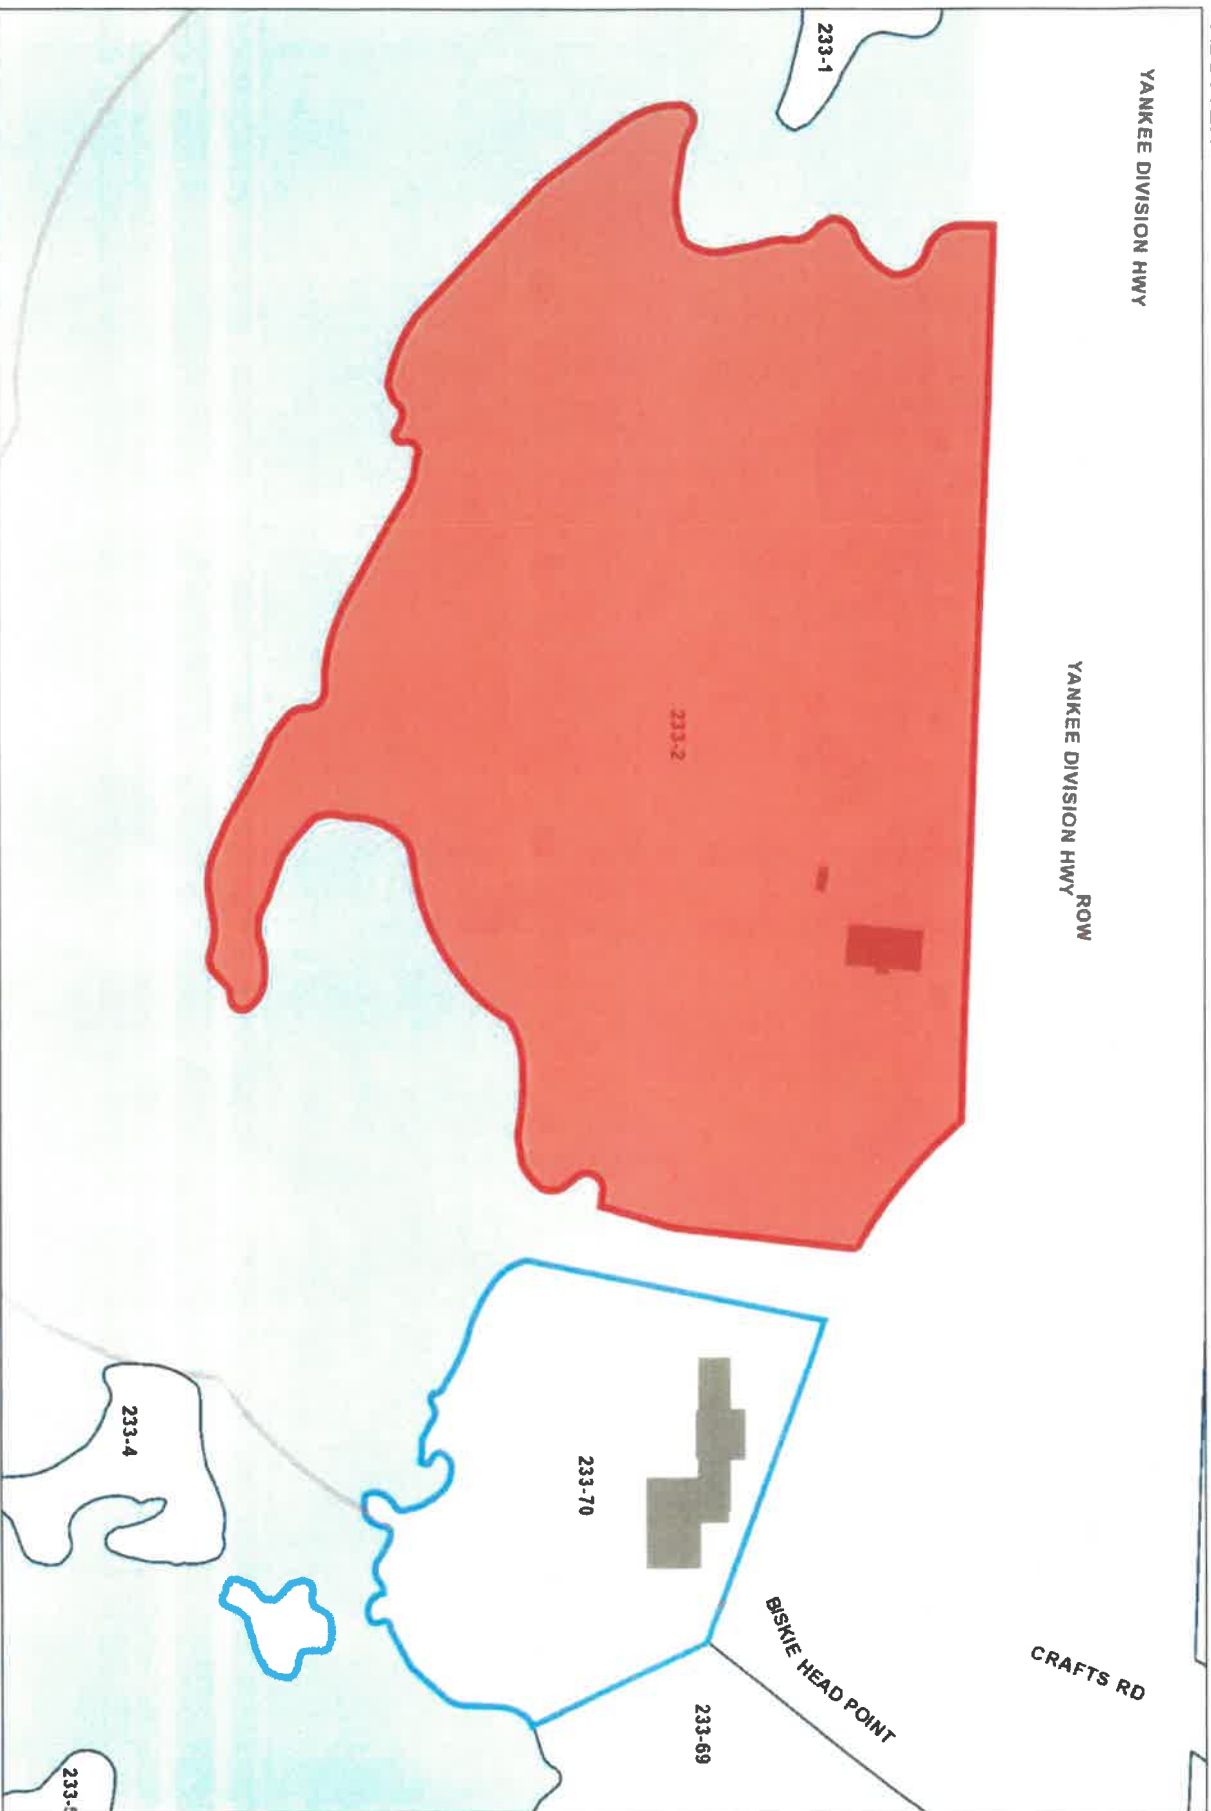 YANKEE DIVISION HWY
YANKEE DIVISION HWY
ROW
CRAFTS RD
BISKIE HEAD POINT
233-1
233-2
233-69
233-70
233-4